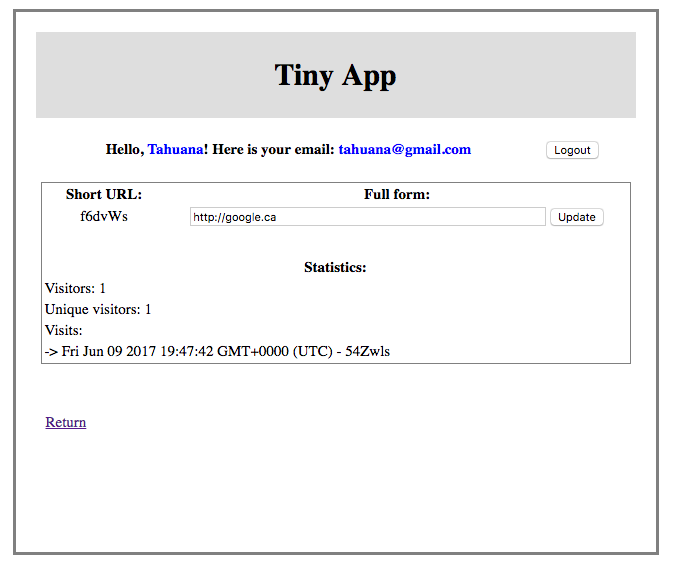 Tiny App
Hello, Tahuana! Here is your email: tahuana@gmail.com Logout
Short URL: Full form:
f6dvWs http://google.ca Update
Statistics:
Visitors: 1
Unique visitors: 1
Visits:
-> Fri Jun 09 2017 19:47:42 GMT+0000 (UTC) - 54Zwls
Return